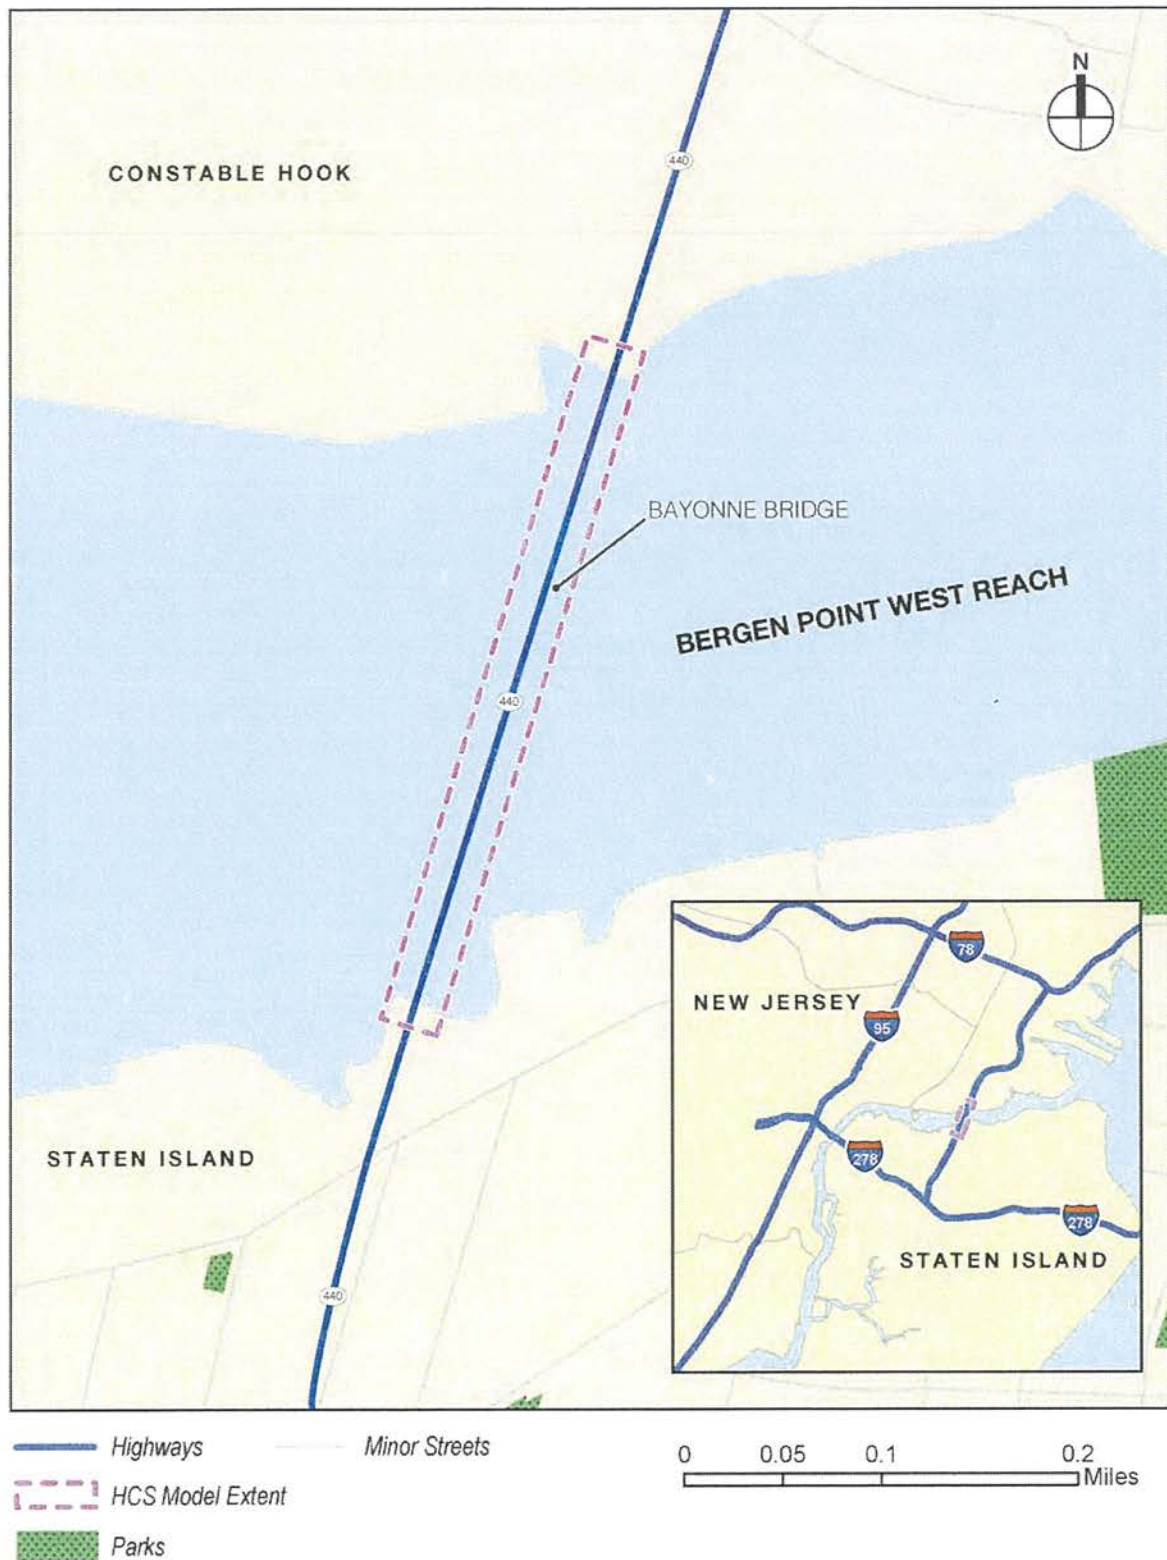 N
CONSTABLE HOOK
440
BAYONNE BRIDGE
BERGEN POINT WEST REACH
440
STATEN ISLAND
440
78
NEW JERSEY
95
278
278
STATEN ISLAND
Highways
Minor Streets
HCS Model Extent
Parks
0 0.05 0.1 0.2
Miles